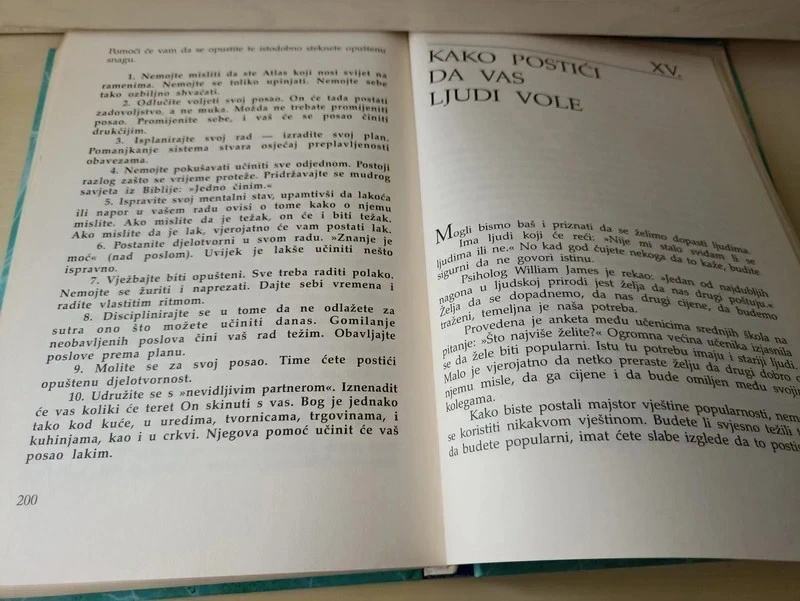 Pomoći će vam da se opustite te istodobno steknete opuštenu
snagu.
1. Nemojte misliti da ste Atlas koji nosi svijet na
ramenima. Nemojte se toliko upinjati. Nemojte sebe
tako ozbiljno shvaćati.
2. Odlučite voljeti svoj posao. On će tada postati
zadovoljstvo, a ne muka. Možda ne trebate promijeniti
posao. Promijenite sebe, i vaš će se posao činiti
drukčijim.
3. Isplanirajte svoj rad — izradite svoj plan.
Pomanjkanje sistema stvara osjećaj preplavljenosti
obavezama.
4. Nemojte pokušavati učiniti sve odjednom. Postoji
razlog zašto se vrijeme proteže. Pridržavajte se mudrog
savjeta iz Biblije: »Jedno činim.«
5. Ispravite svoj mentalni stav, upamtivši da lakoća
ili napor u vašem radu ovisi o tome kako o njemu
mislite. Ako mislite da je težak, on će i biti težak.
Ako mislite da je lak, vjerojatno će vam postati lak.
6. Postanite djelotvorni u svom radu. »Znanje je
moć« (nad poslom). Uvijek je lakše učiniti nešto
ispravno.
7. Vježbajte biti opušteni. Sve treba raditi polako.
Nemojte se žuriti i naprezati. Dajte sebi vremena i
radite vlastitim ritmom.
8. Disciplinirajte se u tome da ne odlažete za
sutra ono što možete učiniti danas. Gomilanje
neobavljenih poslova čini vaš rad težim. Obavljajte
poslove prema planu.
9. Molite se za svoj posao. Time ćete postići
opuštenu djelotvornost.
10. Udružite se s »nevidljivim partnerom«. Iznenadit
će vas koliki će teret On skinuti s vas. Bog je jednako
tako kod kuće, u uredima, tvornicama, trgovinama, i
kuhinjama, kao i u crkvi. Njegova pomoć učinit će vaš
posao lakim.
200
XV.
KAKO POSTIĆI
DA VAS
LJUDI VOLE
Mogli bismo baš i priznati da se želimo dopasti ljudima.
Ima ljudi koji će reći: »Nije mi stalo sviđam li se
ljudima ili ne.« No kad god čujete nekoga da to kaže, budite
sigurni da ne govori istinu.
Psiholog William James je rekao: »Jedan od najdubljih
nagona u ljudskoj prirodi jest želja da nas drugi poštuju.«
Želja da se dopadnemo, da nas drugi cijene, da budemo
traženi, temeljna je naša potreba.
Provedena je anketa među učenicima srednjih škola na
pitanje: »Što najviše želite?« Ogromna većina učenika izjasnila
se da žele biti popularni. Istu tu potrebu imaju i stariji ljudi.
Malo je vjerojatno da netko preraste želju da drugi dobro o
njemu misle, da ga cijene i da bude omiljen među svojim
kolegama.
Kako biste postali majstor vještine popularnosti,
se koristiti nikakvom vještinom. Budete li svjesno težili
da budete popularni, imat ćete slabe izglede da to